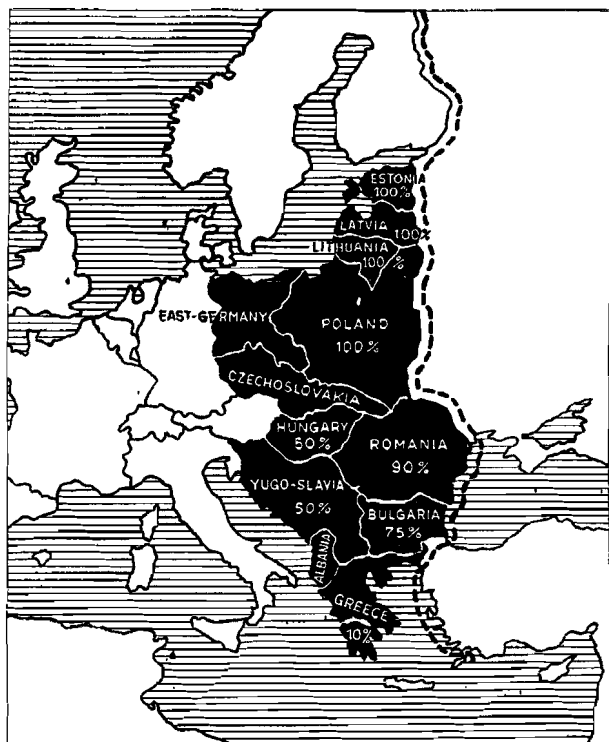 ESTONIA
100%
LATVIA
100%
LITHUANIA
100%
EAST-GERMANY
POLAND
100%
CZECHOSLOVAKIA
HUNGARY
50%
ROMANIA
90%
YUGO-SLAVIA
50%
BULGARIA
75%
ALBANIA
GREECE
10%